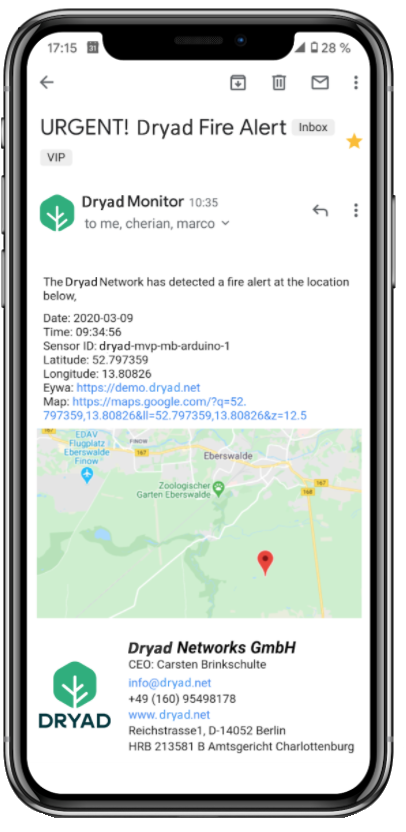 17:15 31 28 %
URGENT! Dryad Fire Alert Inbox
VIP
Dryad Monitor 10:35
to me, cherian, marco
The Dryad Network has detected a fire alert at the location
below,
Date: 2020-03-09
Time: 09:34:56
Sensor ID: dryad-mvp-mb-arduino-1
Latitude: 52.797359
Longitude: 13.80826
Eywa: https://demo.dryad.net
Map: https://maps.google.com/?q=52.
797359,13.80826&ll=52.797359,13.80826&z=12.5
EDAV
Flugplatz
Eberswalde
Finow
FINOW
167
167
Eberswalde
Zoologischer
Garten Eberswalde
167
168
Dryad Networks GmbH
CEO: Carsten Brinkschulte
info@dryad.net
+49 (160) 95498178
www. dryad.net
Reichstrasse1, D-14052 Berlin
HRB 213581 B Amtsgericht Charlottenburg
DRYAD